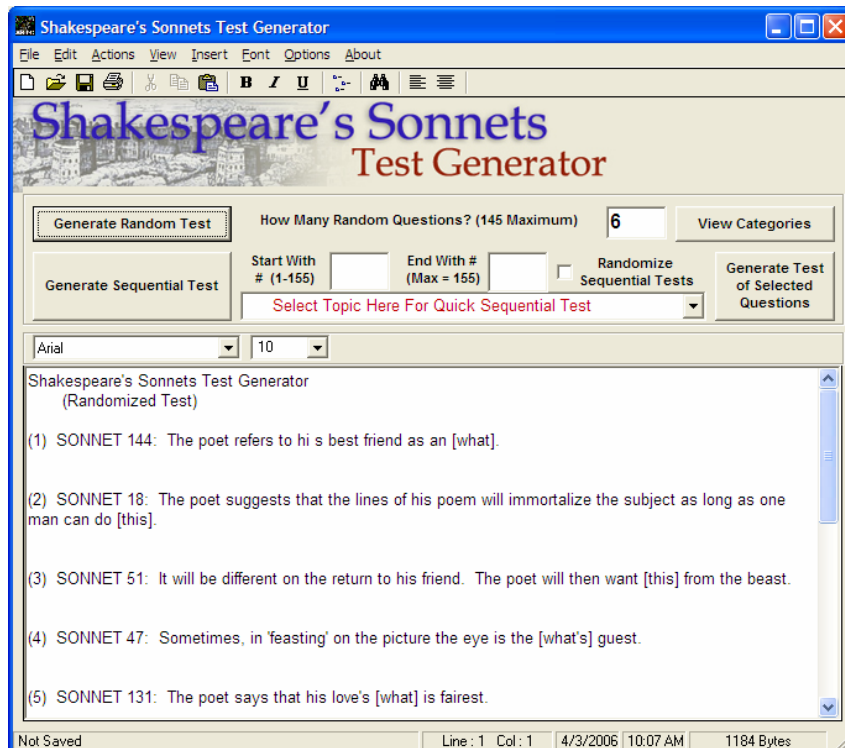 Shakespeare's Sonnets Test Generator
File Edit Actions View Insert Font Options About
B I U
Shakespeare's Sonnets
Test Generator
Generate Random Test How Many Random Questions? (145 Maximum) 6 View Categories
Generate Sequential Test Start With # (1-155) End With # (Max = 155) Randomize Sequential Tests Generate Test of Selected Questions
Select Topic Here For Quick Sequential Test
Arial 10
Shakespeare's Sonnets Test Generator
(Randomized Test)
(1) SONNET 144: The poet refers to hi s best friend as an [what].
(2) SONNET 18: The poet suggests that the lines of his poem will immortalize the subject as long as one
man can do [this].
(3) SONNET 51: It will be different on the return to his friend. The poet will then want [this] from the beast.
(4) SONNET 47: Sometimes, in 'feasting' on the picture the eye is the [what's] guest.
(5) SONNET 131: The poet says that his love's [what] is fairest.
Not Saved Line : 1 Col : 1 4/3/2006 10:07 AM 1184 Bytes